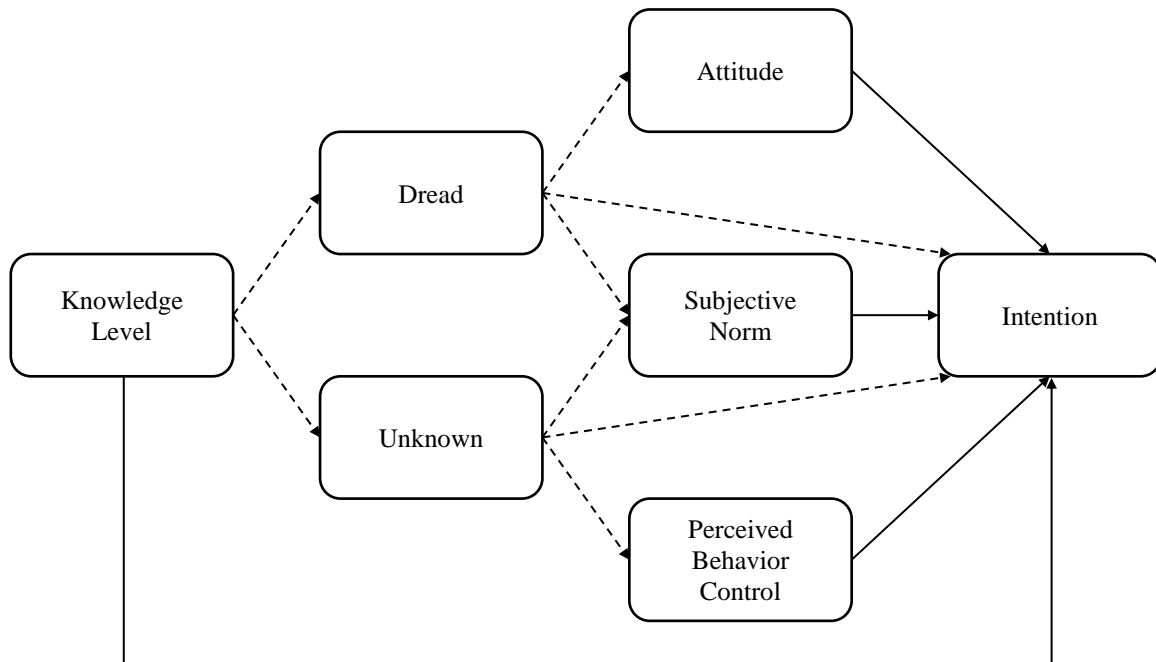 Attitude
Dread
Knowledge
Level
Subjective
Norm
Intention
Unknown
Perceived
Behavior
Control